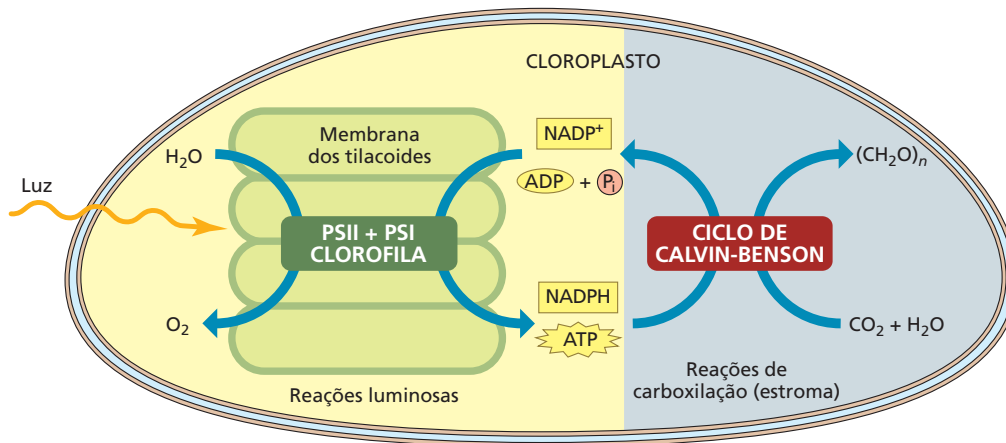 CLOROPLASTO
Membrana
dos tilacoides
H₂O
NADP⁺
ADP + Pᵢ
(CH₂O)ₙ
Luz
PSII + PSI
CLOROFILA
CICLO DE
CALVIN-BENSON
NADPH
ATP
O₂
CO₂ + H₂O
Reações luminosas
Reações de
carboxilação (estroma)